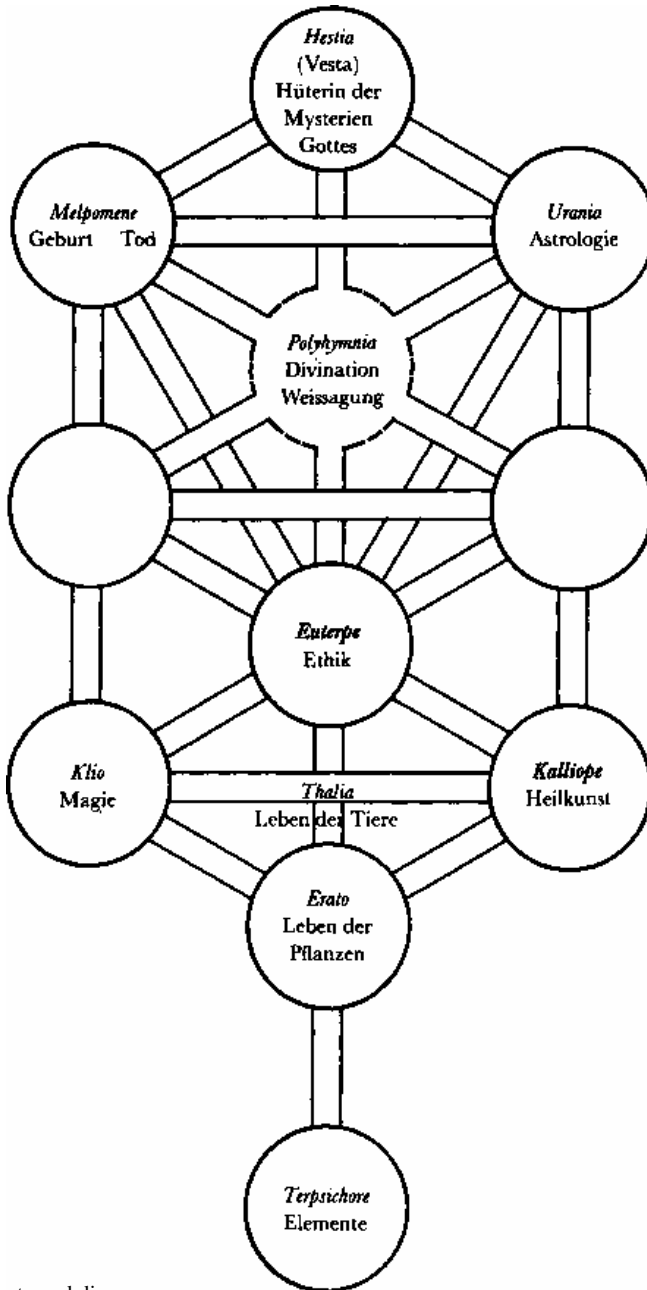 Hestia
(Vesta)
Hüterin der
Mysterien
Gottes
Melpomene
Geburt Tod
Urania
Astrologie
Polyhymnia
Divination
Weissagung
Euterpe
Ethik
Klio
Magie
Thalia
Leben der Tiere
Kalliope
Heilkunst
Erato
Leben der
Pflanzen
Terpsichore
Elemente